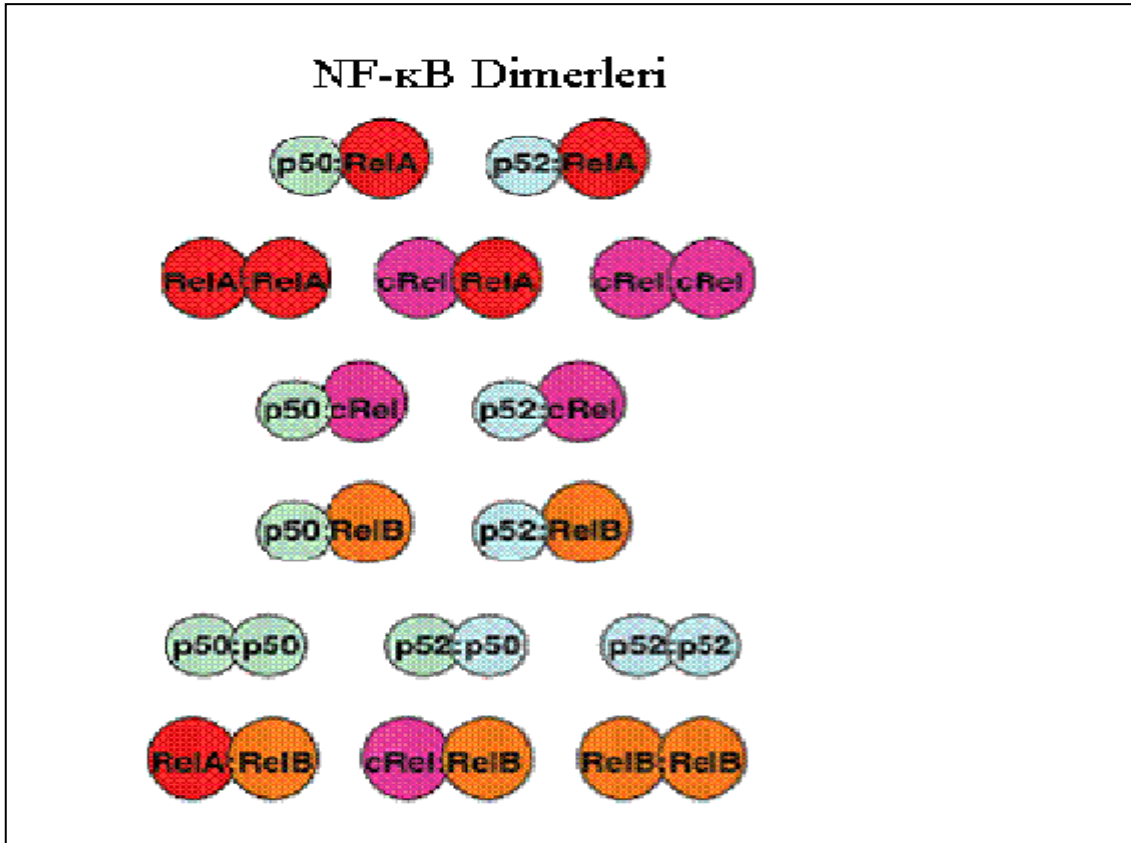 NF-κB Dimerleri
p50:RelA p52:RelA
RelA:RelA cRel:RelA cRel:cRel
p50:cRel p52:cRel
p50:RelB p52:RelB
p50:p50 p52:p50 p52:p52
RelA:RelB cRel:RelB RelB:RelB